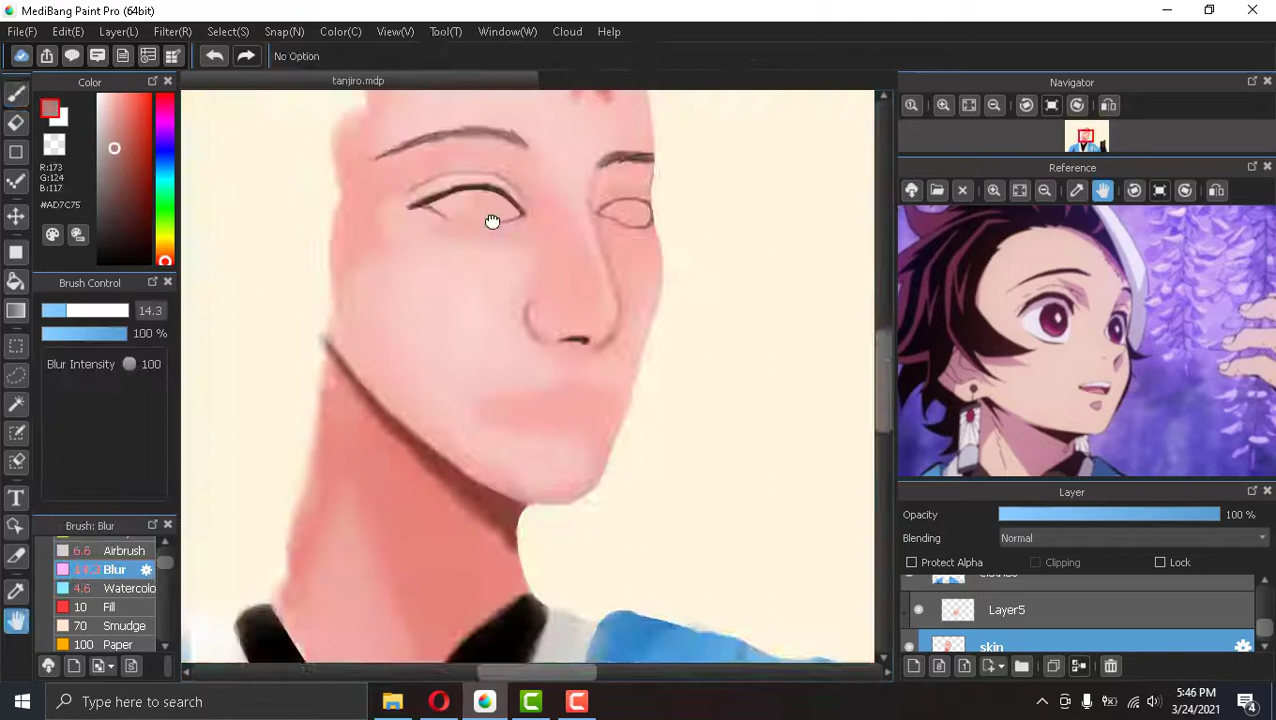 MediBang Paint Pro (64bit)
File(F) Edit(E) Layer(L) Filter(R) Select(S) Snap(N) Color(C) View(V) Tool(T) Window(W) Cloud Help
No Option
Color
tanjiro.mdp
Navigator
R:173
G:124
B:117
#AD7C75
Reference
Brush Control
14.3
100 %
Blur Intensity 100
Layer
Opacity 100 %
Blending Normal
Protect Alpha Clipping Lock
Brush: Blur
6.6 Airbrush
14.3 Blur
4.6 Watercolo
10 Fill
70 Smudge
100 Paper
Layer5
skin
T
Type here to search
5:46 PM
3/24/2021
4